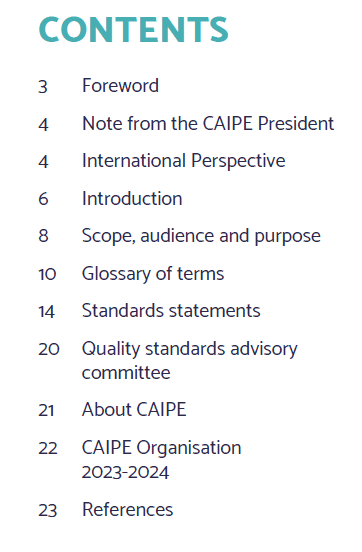 CONTENTS
3 Foreword
4 Note from the CAIPE President
4 International Perspective
6 Introduction
8 Scope, audience and purpose
10 Glossary of terms
14 Standards statements
20 Quality standards advisory
committee
21 About CAIPE
22 CAIPE Organisation
2023-2024
23 References